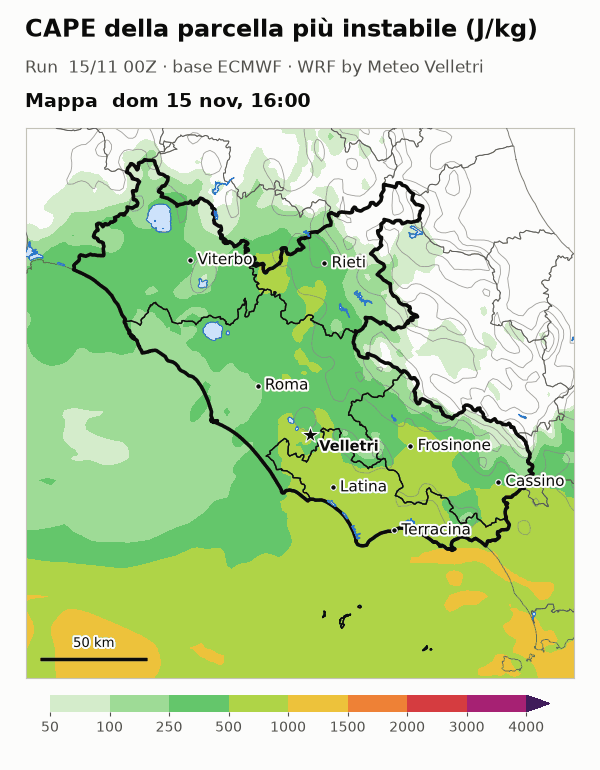 CAPE della parcella più instabile (J/kg)
Run  15/11 00Z · base ECMWF · WRF by Meteo Velletri
Mappa  dom 15 nov, 16:00
Viterbo
Rieti
Roma
Velletri
Frosinone
Cassino
Latina
Terracina
50 km
50 100 250 500 1000 1500 2000 3000 4000